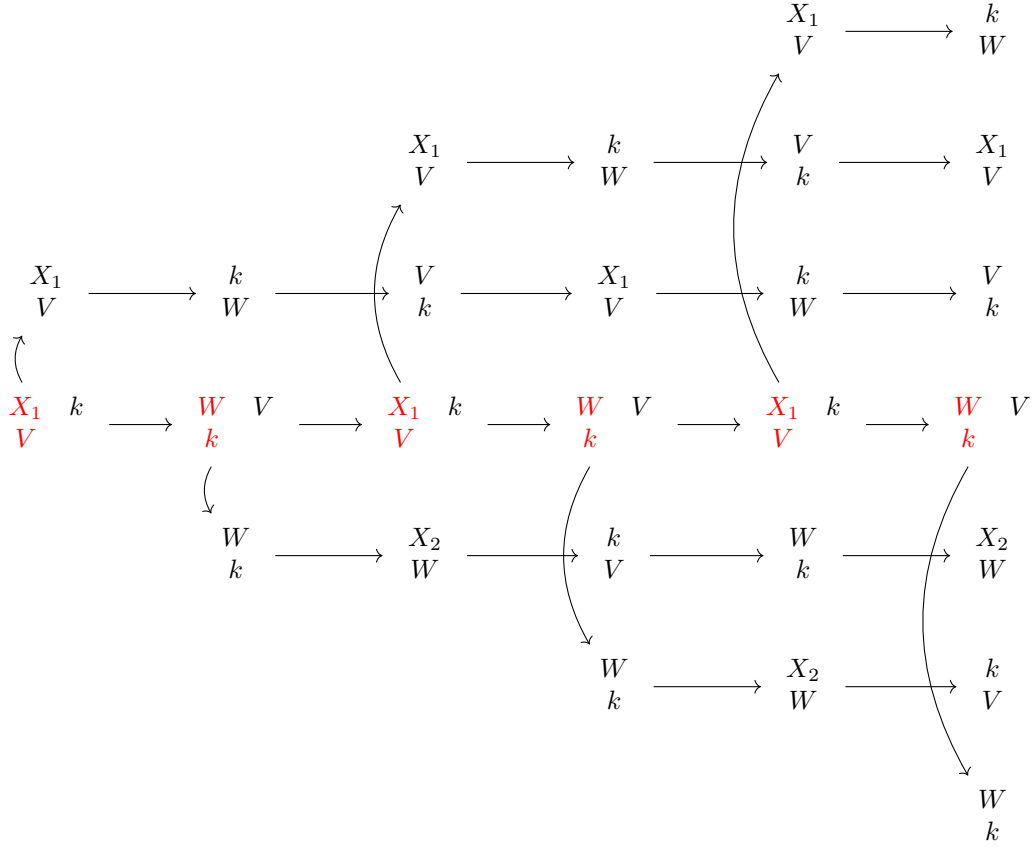 X₁ k
V W
X₁ k V X₁
V W k V
X₁ k V X₁ k V
V W k V W k
X₁ k W V X₁ k W V X₁ k W V
V k V k V k
W X₂ k W X₂
k W V k W
W X₂ k
k W V
W
k